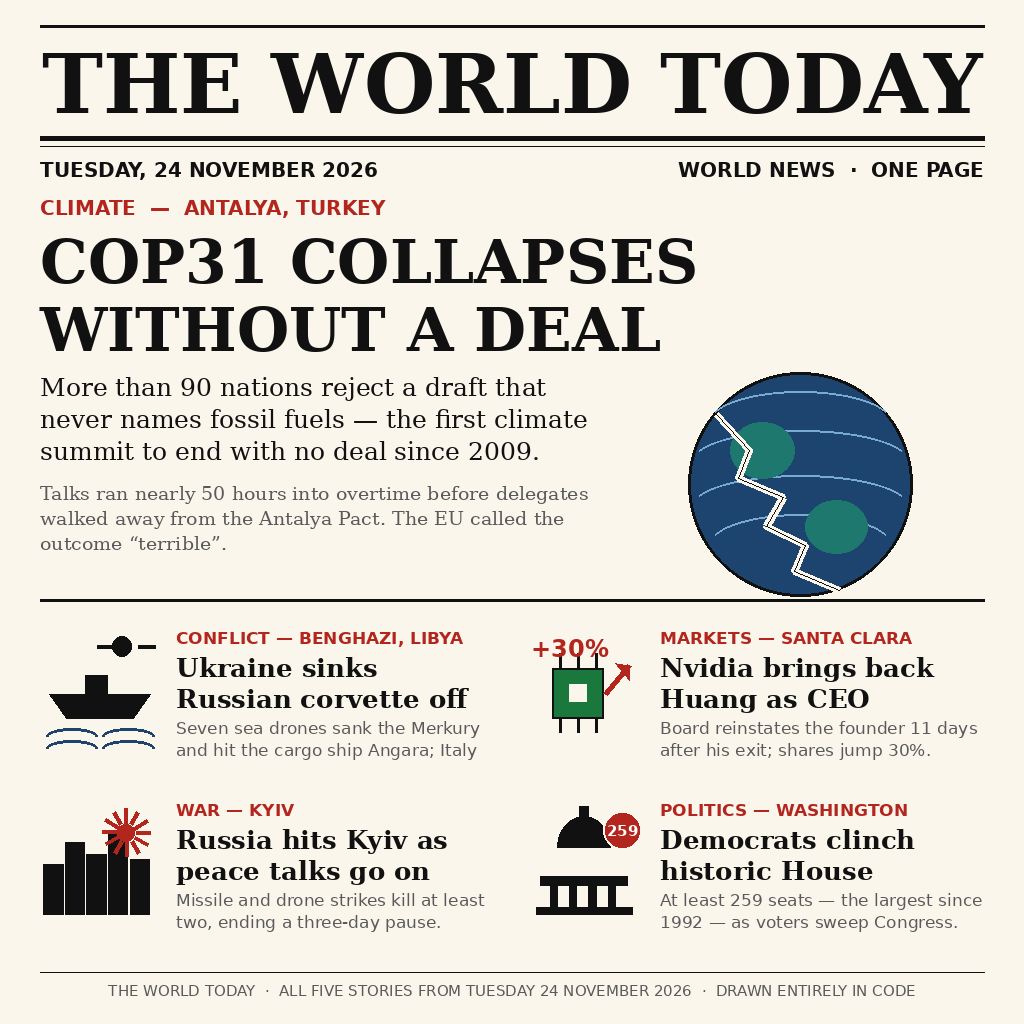 THE WORLD TODAY
TUESDAY, 24 NOVEMBER 2026
WORLD NEWS · ONE PAGE
CLIMATE — ANTALYA, TURKEY
COP31 COLLAPSES
WITHOUT A DEAL
More than 90 nations reject a draft that
never names fossil fuels — the first climate
summit to end with no deal since 2009.
Talks ran nearly 50 hours into overtime before delegates
walked away from the Antalya Pact. The EU called the
outcome “terrible”.
CONFLICT — BENGHAZI, LIBYA
Ukraine sinks
Russian corvette off
Seven sea drones sank the Merkury
and hit the cargo ship Angara; Italy
+30%
MARKETS — SANTA CLARA
Nvidia brings back
Huang as CEO
Board reinstates the founder 11 days
after his exit; shares jump 30%.
WAR — KYIV
Russia hits Kyiv as
peace talks go on
Missile and drone strikes kill at least
two, ending a three-day pause.
259
POLITICS — WASHINGTON
Democrats clinch
historic House
At least 259 seats — the largest since
1992 — as voters sweep Congress.
THE WORLD TODAY · ALL FIVE STORIES FROM TUESDAY 24 NOVEMBER 2026 · DRAWN ENTIRELY IN CODE